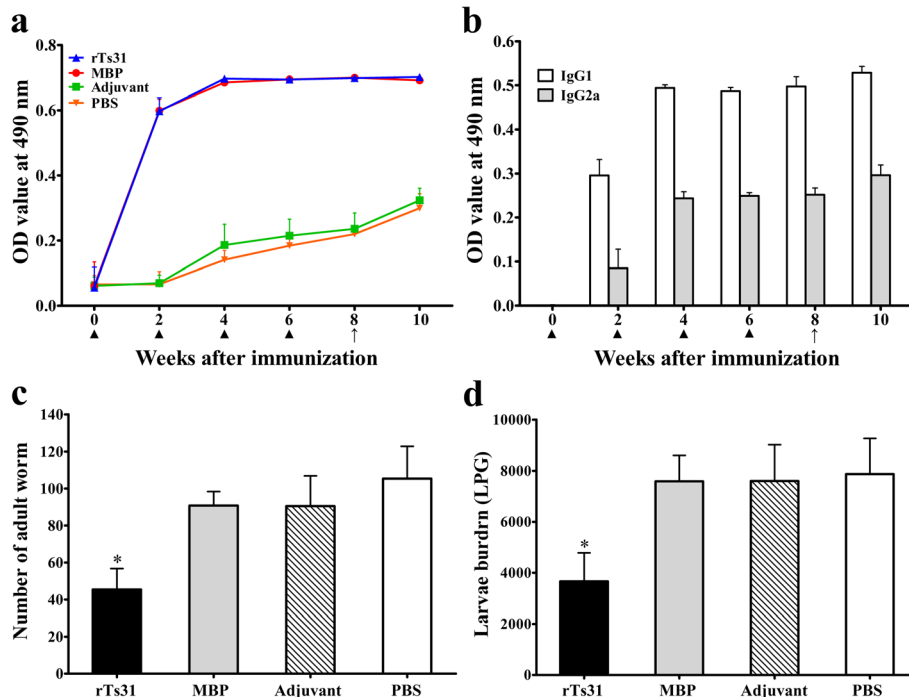 a
rTs31
MBP
Adjuvant
PBS
OD value at 490 nm
0.8
0.6
0.4
0.2
0.0
0 2 4 6 8 10
▲ ▲ ▲ ▲ ↑
Weeks after immunization
b
IgG1
IgG2a
OD value at 490 nm
0.6
0.5
0.4
0.3
0.2
0.1
0.0
0 2 4 6 8 10
▲ ▲ ▲ ▲ ↑
Weeks after immunization
c
Number of adult worm
140
120
100
80
60
40
20
0
*
rTs31 MBP Adjuvant PBS
d
Larvae burdrn (LPG)
10000
8000
6000
4000
2000
0
*
rTs31 MBP Adjuvant PBS